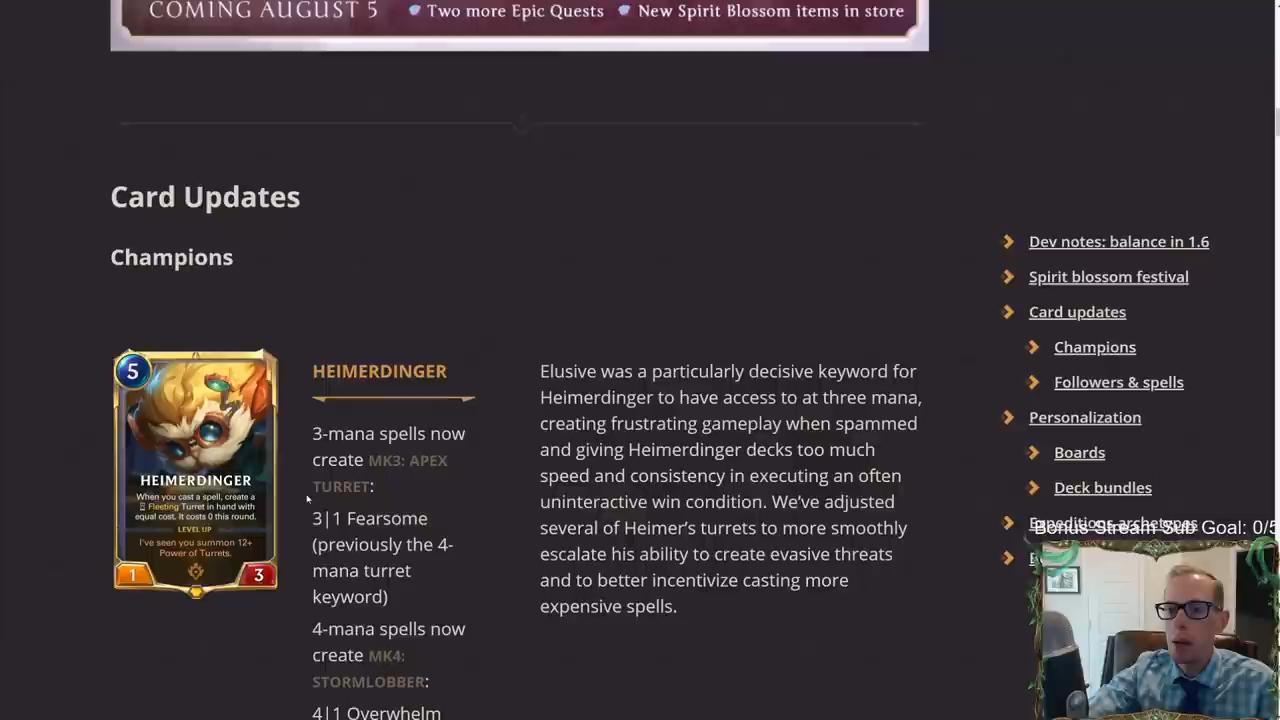 COMING AUGUST 5
Two more Epic Quests
New Spirit Blossom items in store
Card Updates
Champions
5
HEIMERDINGER
When you cast a spell, create a
Fleeting Turret in hand with
equal cost. It costs 0 this round.
LEVEL UP
I've seen you summon 12+
Power of Turrets.
1
3
HEIMERDINGER
3-mana spells now
create MK3: APEX
TURRET:
3|1 Fearsome
(previously the 4-
mana turret
keyword)
4-mana spells now
create MK4:
STORMLOBBER:
4|1 Overwhelm
Elusive was a particularly decisive keyword for
Heimerdinger to have access to at three mana,
creating frustrating gameplay when spammed
and giving Heimerdinger decks too much
speed and consistency in executing an often
uninteractive win condition. We've adjusted
several of Heimer's turrets to more smoothly
escalate his ability to create evasive threats
and to better incentivize casting more
expensive spells.
Dev notes: balance in 1.6
Spirit blossom festival
Card updates
Champions
Followers & spells
Personalization
Boards
Deck bundles
Bonus Stream Sub Goal: 0/5